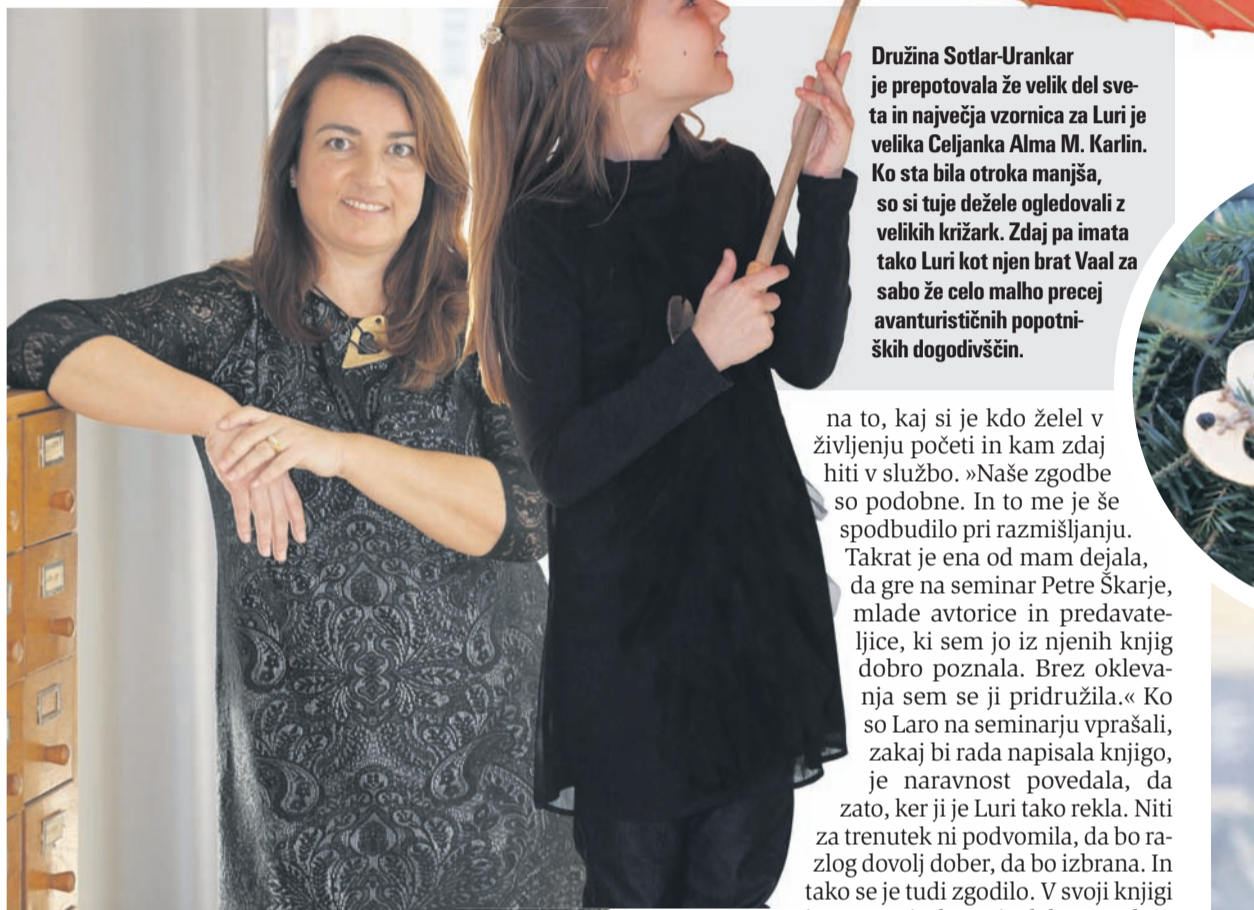 Družina Sotlar-Urankar
je prepotovala že velik del sve-
ta in največja vzornica za Luri je
velika Celjanka Alma M. Karlin.
Ko sta bila otroka manjša,
so si tuje dežele ogledovali z
velikih križark. Zdaj pa imata
tako Luri kot njen brat Vaal za
sabo že celo malho precej
avanturističnih popotni-
ških dogodivščin.
na to, kaj si je kdo želel v
življenju početi in kam zdaj
hiti v službo. »Naše zgodbe
so podobne. In to me je še
spodbudilo pri razmišljanju.
Takrat je ena od mam dejala,
da gre na seminar Petre Škarje,
mlade avtorice in predavate-
ljice, ki sem jo iz njenih knjig
dobro poznala. Brez okleva-
nja sem se ji pridružila.« Ko
so Laro na seminarju vprašali,
zakaj bi rada napisala knjigo,
je naravnost povedala, da
zato, ker ji je Luri tako rekla. Niti
za trenutek ni podvomila, da bo ra-
zlog dovolj dober, da bo izbrana. In
tako se je tudi zgodilo. V svoji knjigi